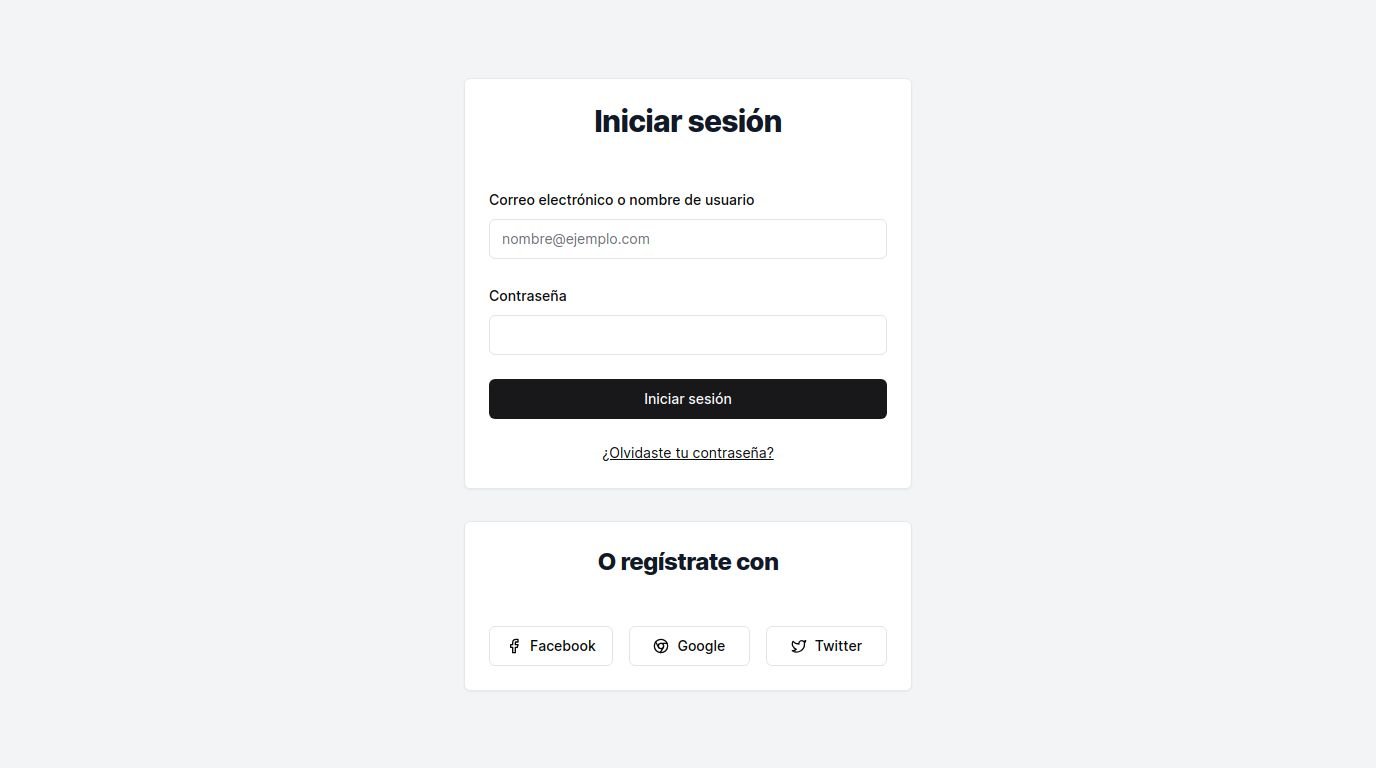 Iniciar sesión
Correo electrónico o nombre de usuario
nombre@ejemplo.com
Contraseña
Iniciar sesión
¿Olvidaste tu contraseña?
O regístrate con
Facebook
Google
Twitter